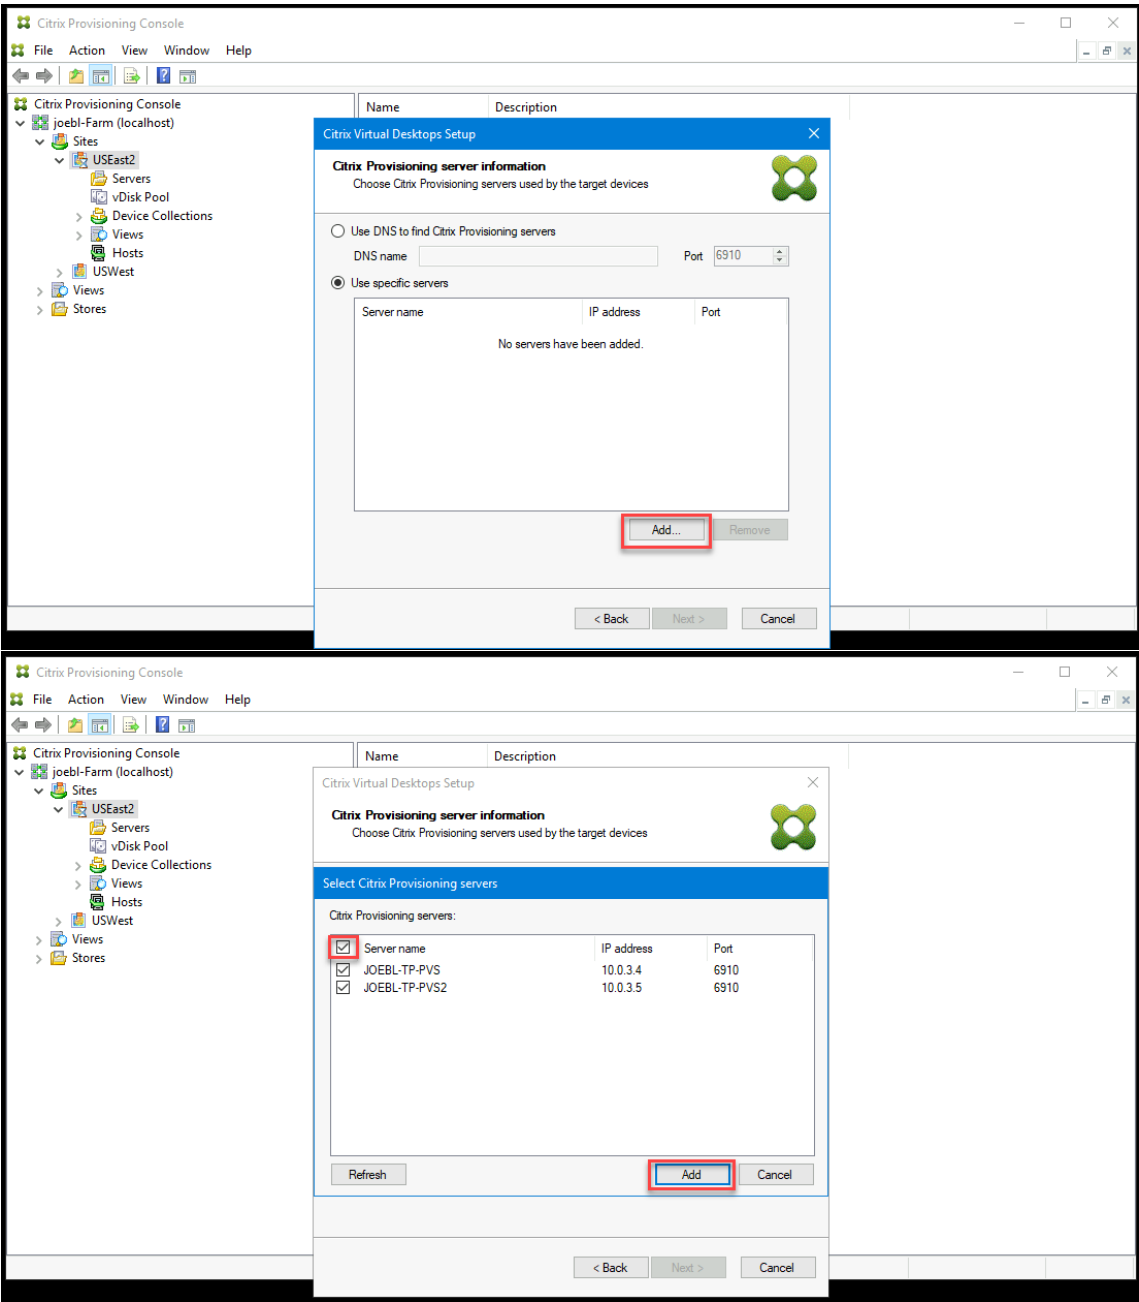 Citrix Provisioning Console
File Action View Window Help
Citrix Provisioning Console
joebl-Farm (localhost)
Sites
USEast2
Servers
vDisk Pool
Device Collections
Views
Hosts
USWest
Views
Stores
Name Description
Citrix Virtual Desktops Setup
Citrix Provisioning server information
Choose Citrix Provisioning servers used by the target devices
Use DNS to find Citrix Provisioning servers
DNS name Port 6910
Use specific servers
Server name IP address Port
No servers have been added.
Add... Remove
< Back Next > Cancel
Citrix Provisioning Console
File Action View Window Help
Citrix Provisioning Console
joebl-Farm (localhost)
Sites
USEast2
Servers
vDisk Pool
Device Collections
Views
Hosts
USWest
Views
Stores
Name Description
Citrix Virtual Desktops Setup
Citrix Provisioning server information
Choose Citrix Provisioning servers used by the target devices
Select Citrix Provisioning servers
Citrix Provisioning servers:
Server name IP address Port
JOEBL-TP-PVS 10.0.3.4 6910
JOEBL-TP-PVS2 10.0.3.5 6910
Refresh Add Cancel
< Back Next > Cancel